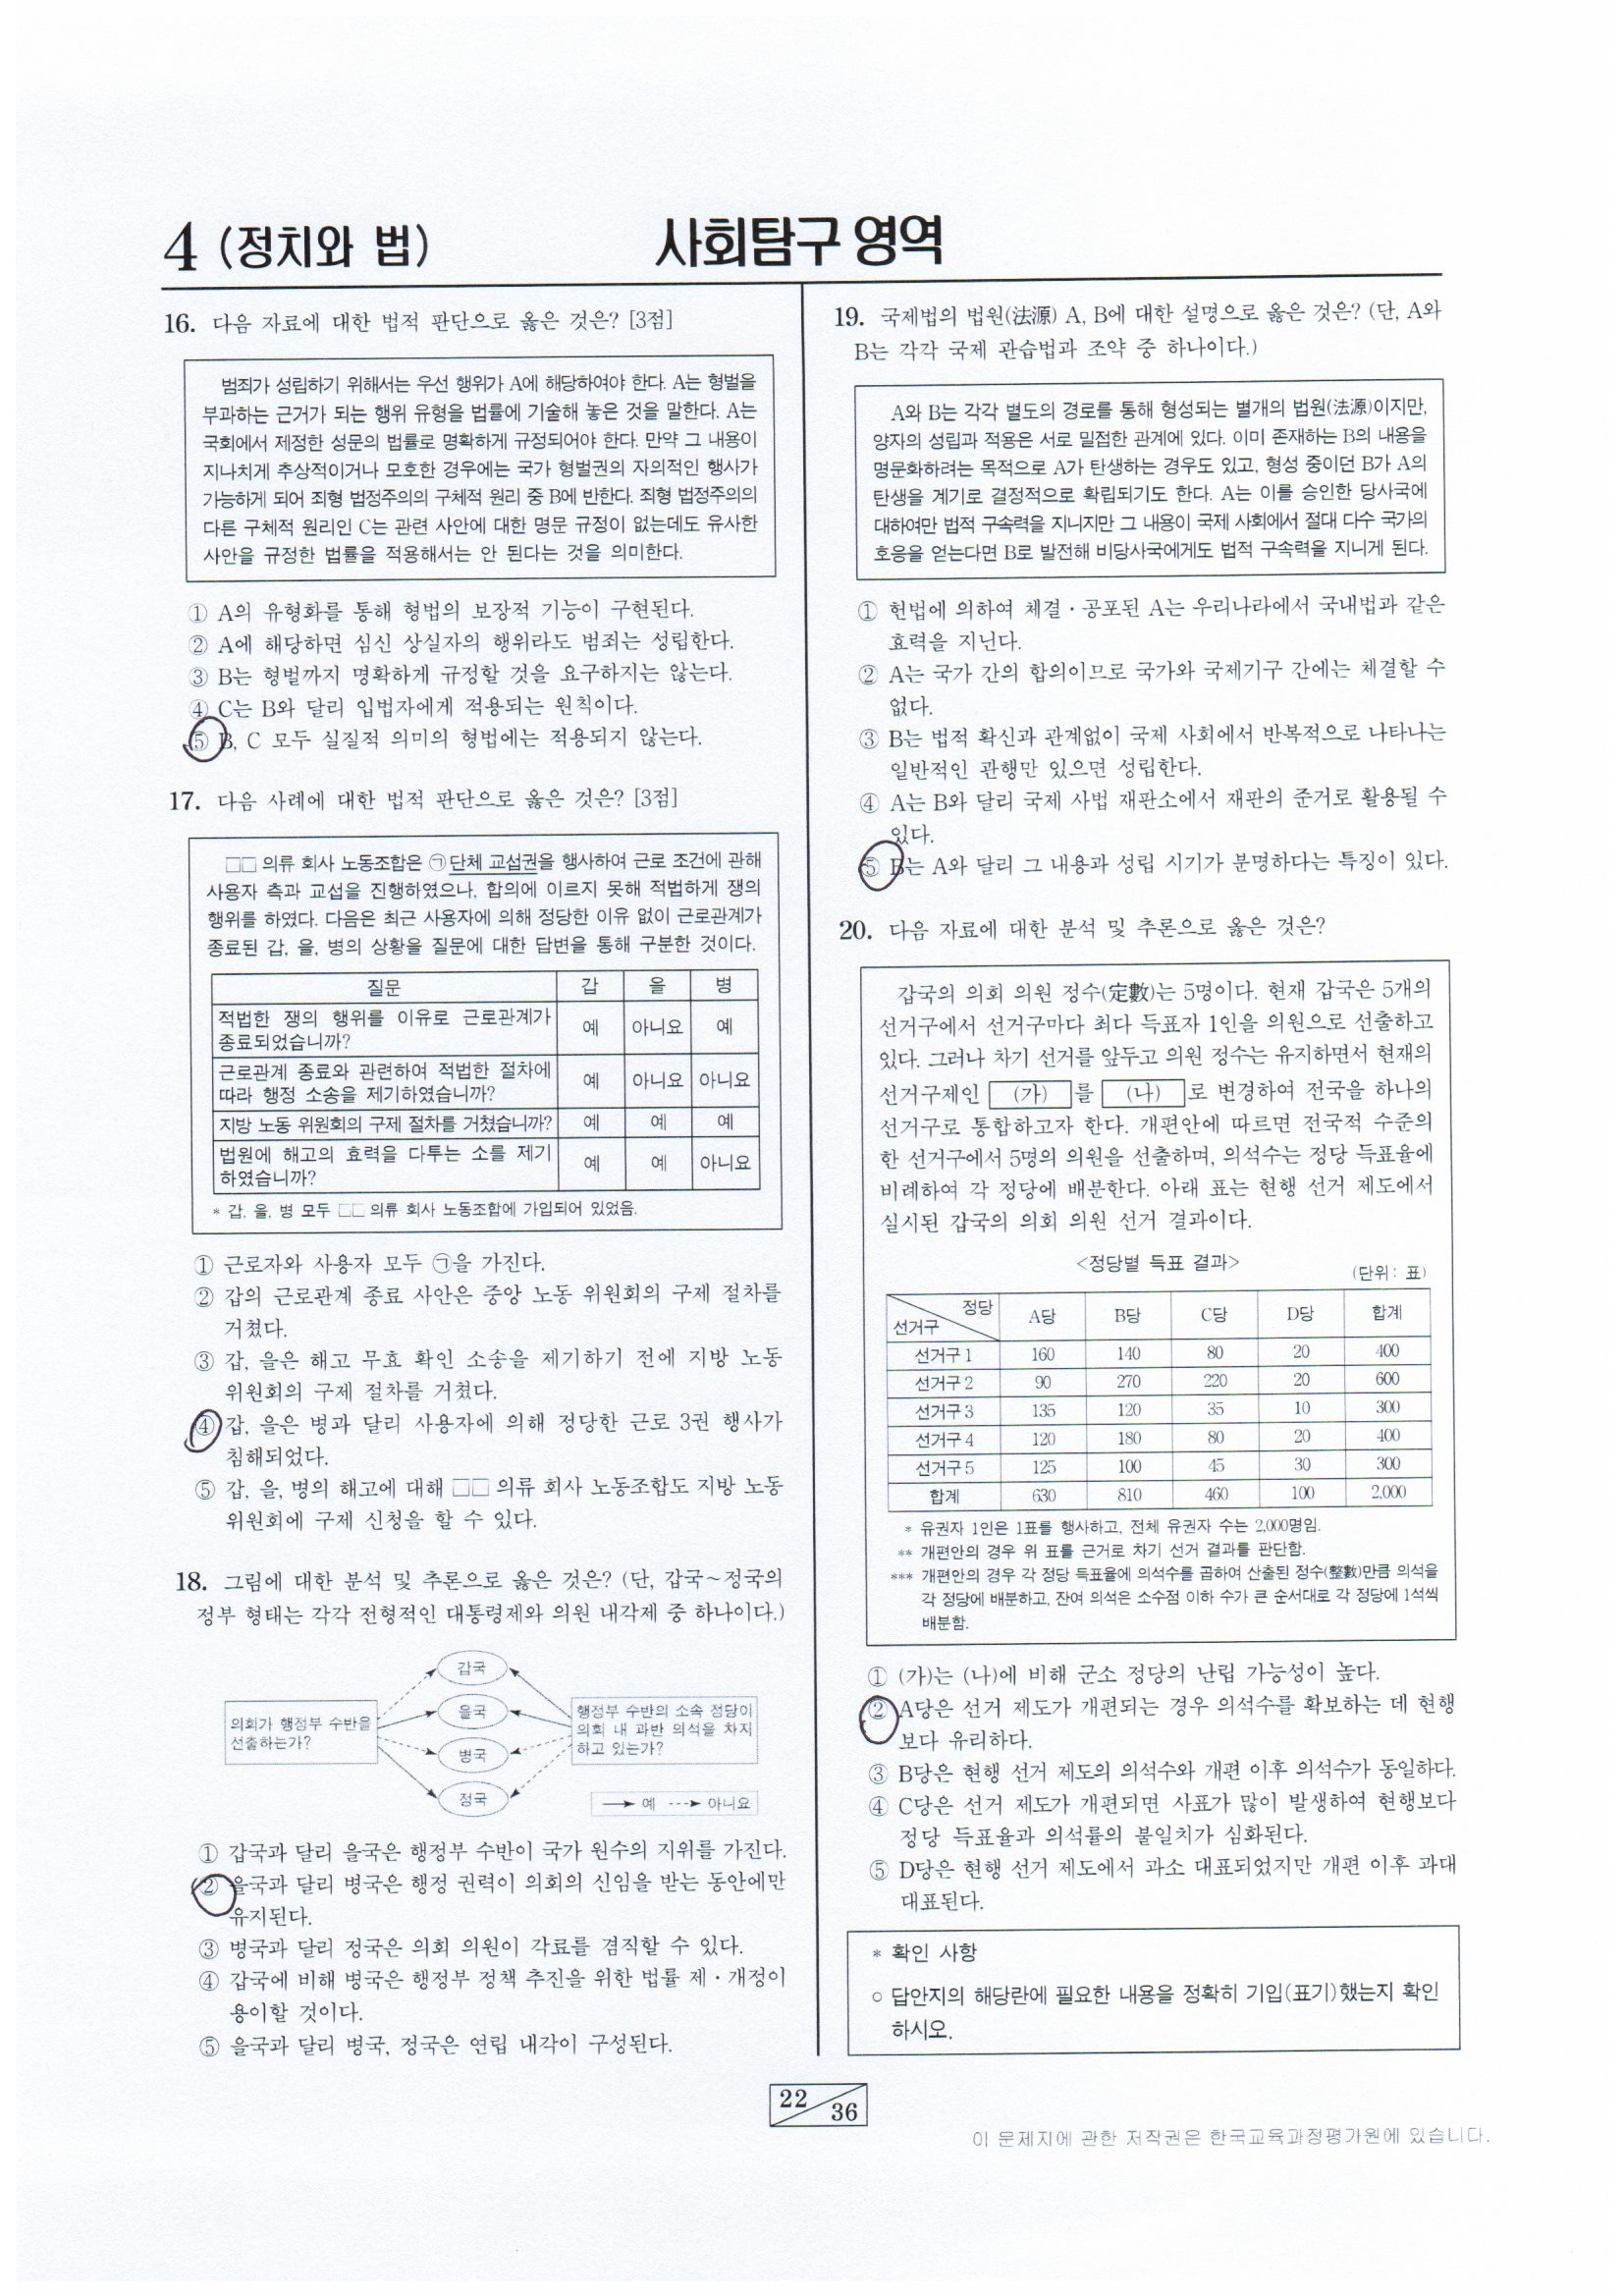 4 (정치와 법)
사회탐구 영역
16. 다음 자료에 대한 법적 판단으로 옳은 것은? [3점]
범죄가 성립하기 위해서는 우선 행위가 A에 해당하여야 한다. A는 형벌을
부과하는 근거가 되는 행위 유형을 법률에 기술해 놓은 것을 말한다. A는
국회에서 제정한 성문의 법률로 명확하게 규정되어야 한다. 만약 그 내용이
지나치게 추상적이거나 모호한 경우에는 국가 형벌권의 자의적인 행사가
가능하게 되어 죄형 법정주의의 구체적 원리 중 B에 반한다. 죄형 법정주의의
다른 구체적 원리인 C는 관련 사안에 대한 명문 규정이 없는데도 유사한
사안을 규정한 법률을 적용해서는 안 된다는 것을 의미한다.
① A의 유형화를 통해 형법의 보장적 기능이 구현된다.
② A에 해당하면 심신 상실자의 행위라도 범죄는 성립한다.
③ B는 형벌까지 명확하게 규정할 것을 요구하지는 않는다.
④ C는 B와 달리 입법자에게 적용되는 원칙이다.
⑤ B, C 모두 실질적 의미의 형법에는 적용되지 않는다.
17. 다음 사례에 대한 법적 판단으로 옳은 것은? [3점]
□□ 의류 회사 노동조합은 ㉠단체 교섭권을 행사하여 근로 조건에 관해
사용자 측과 교섭을 진행하였으나, 합의에 이르지 못해 적법하게 쟁의
행위를 하였다. 다음은 최근 사용자에 의해 정당한 이유 없이 근로관계가
종료된 갑, 을, 병의 상황을 질문에 대한 답변을 통해 구분한 것이다.
질문 갑 을 병
적법한 쟁의 행위를 이유로 근로관계가
종료되었습니까? 예 아니요 예
근로관계 종료와 관련하여 적법한 절차에
따라 행정 소송을 제기하였습니까? 예 아니요 아니요
지방 노동 위원회의 구제 절차를 거쳤습니까? 예 예 예
법원에 해고의 효력을 다투는 소를 제기
하였습니까? 예 예 아니요
* 갑, 을, 병 모두 □□ 의류 회사 노동조합에 가입되어 있었음.
① 근로자와 사용자 모두 ㉠을 가진다.
② 갑의 근로관계 종료 사안은 중앙 노동 위원회의 구제 절차를
거쳤다.
③ 갑, 을은 해고 무효 확인 소송을 제기하기 전에 지방 노동
위원회의 구제 절차를 거쳤다.
④ 갑, 을은 병과 달리 사용자에 의해 정당한 근로 3권 행사가
침해되었다.
⑤ 갑, 을, 병의 해고에 대해 □□ 의류 회사 노동조합도 지방 노동
위원회에 구제 신청을 할 수 있다.
18. 그림에 대한 분석 및 추론으로 옳은 것은? (단, 갑국~정국의
정부 형태는 각각 전형적인 대통령제와 의원 내각제 중 하나이다.)
의회가 행정부 수반을
선출하는가?
갑국
을국
병국
정국
행정부 수반의 소속 정당이
의회 내 과반 의석을 차지
하고 있는가?
→ 예 ---> 아니요
① 갑국과 달리 을국은 행정부 수반이 국가 원수의 지위를 가진다.
② 을국과 달리 병국은 행정 권력이 의회의 신임을 받는 동안에만
유지된다.
③ 병국과 달리 정국은 의회 의원이 각료를 겸직할 수 있다.
④ 갑국에 비해 병국은 행정부 정책 추진을 위한 법률 제·개정이
용이할 것이다.
⑤ 을국과 달리 병국, 정국은 연립 내각이 구성된다.
19. 국제법의 법원(法源) A, B에 대한 설명으로 옳은 것은? (단, A와
B는 각각 국제 관습법과 조약 중 하나이다.)
A와 B는 각각 별도의 경로를 통해 형성되는 별개의 법원(法源)이지만,
양자의 성립과 적용은 서로 밀접한 관계에 있다. 이미 존재하는 B의 내용을
명문화하려는 목적으로 A가 탄생하는 경우도 있고, 형성 중이던 B가 A의
탄생을 계기로 결정적으로 확립되기도 한다. A는 이를 승인한 당사국에
대하여만 법적 구속력을 지니지만 그 내용이 국제 사회에서 절대 다수 국가의
호응을 얻는다면 B로 발전해 비당사국에게도 법적 구속력을 지니게 된다.
① 헌법에 의하여 체결·공포된 A는 우리나라에서 국내법과 같은
효력을 지닌다.
② A는 국가 간의 합의이므로 국가와 국제기구 간에는 체결할 수
없다.
③ B는 법적 확신과 관계없이 국제 사회에서 반복적으로 나타나는
일반적인 관행만 있으면 성립한다.
④ A는 B와 달리 국제 사법 재판소에서 재판의 준거로 활용될 수
있다.
⑤ B는 A와 달리 그 내용과 성립 시기가 분명하다는 특징이 있다.
20. 다음 자료에 대한 분석 및 추론으로 옳은 것은?
갑국의 의회 의원 정수(定數)는 5명이다. 현재 갑국은 5개의
선거구에서 선거구마다 최다 득표자 1인을 의원으로 선출하고
있다. 그러나 차기 선거를 앞두고 의원 정수는 유지하면서 현재의
선거구제인 (가) 를 (나) 로 변경하여 전국을 하나의
선거구로 통합하고자 한다. 개편안에 따르면 전국적 수준의
한 선거구에서 5명의 의원을 선출하며, 의석수는 정당 득표율에
비례하여 각 정당에 배분한다. 아래 표는 현행 선거 제도에서
실시된 갑국의 의회 의원 선거 결과이다.
<정당별 득표 결과>
(단위: 표)
선거구 정당 A당 B당 C당 D당 합계
선거구 1 160 140 80 20 400
선거구 2 90 270 220 20 600
선거구 3 135 120 35 10 300
선거구 4 120 180 80 20 400
선거구 5 125 100 45 30 300
합계 630 810 460 100 2,000
* 유권자 1인은 1표를 행사하고, 전체 유권자 수는 2,000명임.
** 개편안의 경우 위 표를 근거로 차기 선거 결과를 판단함.
*** 개편안의 경우 각 정당 득표율에 의석수를 곱하여 산출된 정수(整數)만큼 의석을
각 정당에 배분하고, 잔여 의석은 소수점 이하 수가 큰 순서대로 각 정당에 1석씩
배분함.
① (가)는 (나)에 비해 군소 정당의 난립 가능성이 높다.
② A당은 선거 제도가 개편되는 경우 의석수를 확보하는 데 현행
보다 유리하다.
③ B당은 현행 선거 제도의 의석수와 개편 이후 의석수가 동일하다.
④ C당은 선거 제도가 개편되면 사표가 많이 발생하여 현행보다
정당 득표율과 의석률의 불일치가 심화된다.
⑤ D당은 현행 선거 제도에서 과소 대표되었지만 개편 이후 과대
대표된다.
* 확인 사항
○ 답안지의 해당란에 필요한 내용을 정확히 기입(표기)했는지 확인
하시오.
22
36
이 문제지에 관한 저작권은 한국교육과정평가원에 있습니다.